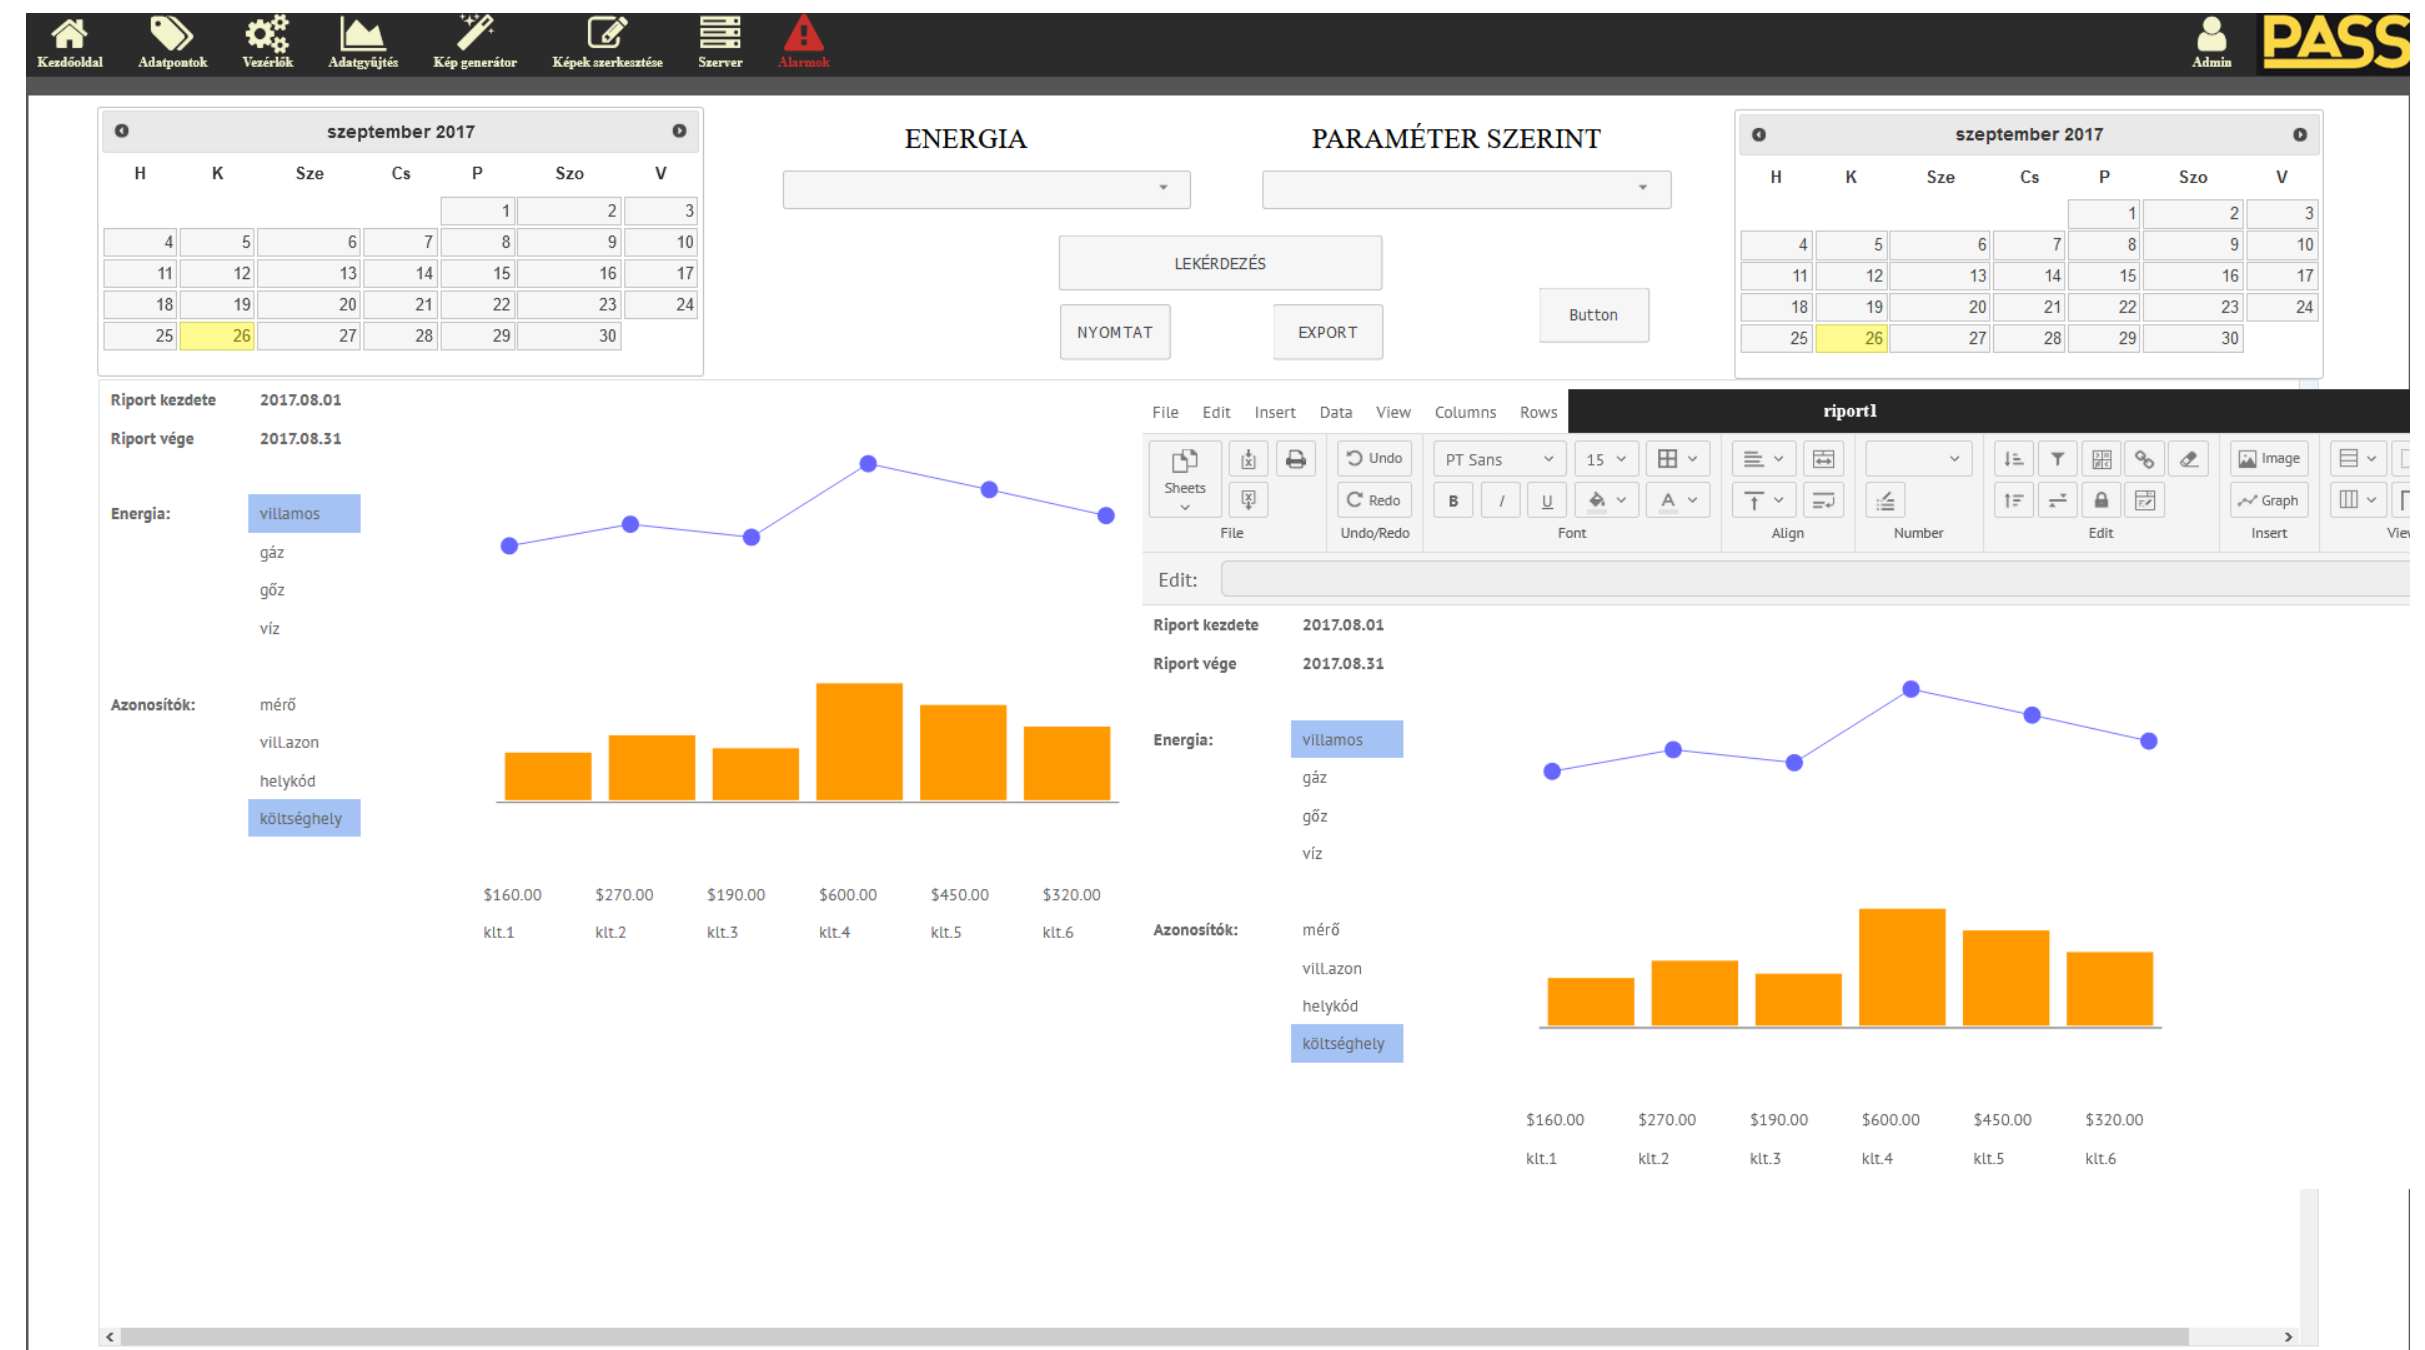 Kezdőoldal Adatpontok Vezérlők Adatgyűjtés Kép generátor Képek szerkesztése Szerver Alarmok Admin PASS
szeptember 2017
H K Sze Cs P Szo V
1 2 3
4 5 6 7 8 9 10
11 12 13 14 15 16 17
18 19 20 21 22 23 24
25 26 27 28 29 30
ENERGIA PARAMÉTER SZERINT
LEKÉRDEZÉS
NYOMTAT EXPORT Button
szeptember 2017
H K Sze Cs P Szo V
1 2 3
4 5 6 7 8 9 10
11 12 13 14 15 16 17
18 19 20 21 22 23 24
25 26 27 28 29 30
Riport kezdete 2017.08.01
Riport vége 2017.08.31
Energia: villamos
gáz
gőz
víz
Azonosítók: mérő
vill.azon
helykód
költséghely
$160.00 $270.00 $190.00 $600.00 $450.00 $320.00
klt.1 klt.2 klt.3 klt.4 klt.5 klt.6
File Edit Insert Data View Columns Rows riport1
Undo PT Sans 15 Image
Sheets Redo B I U A Graph
File Undo/Redo Font Align Number Edit Insert Vie
Edit:
Riport kezdete 2017.08.01
Riport vége 2017.08.31
Energia: villamos
gáz
gőz
víz
Azonosítók: mérő
vill.azon
helykód
költséghely
$160.00 $270.00 $190.00 $600.00 $450.00 $320.00
klt.1 klt.2 klt.3 klt.4 klt.5 klt.6